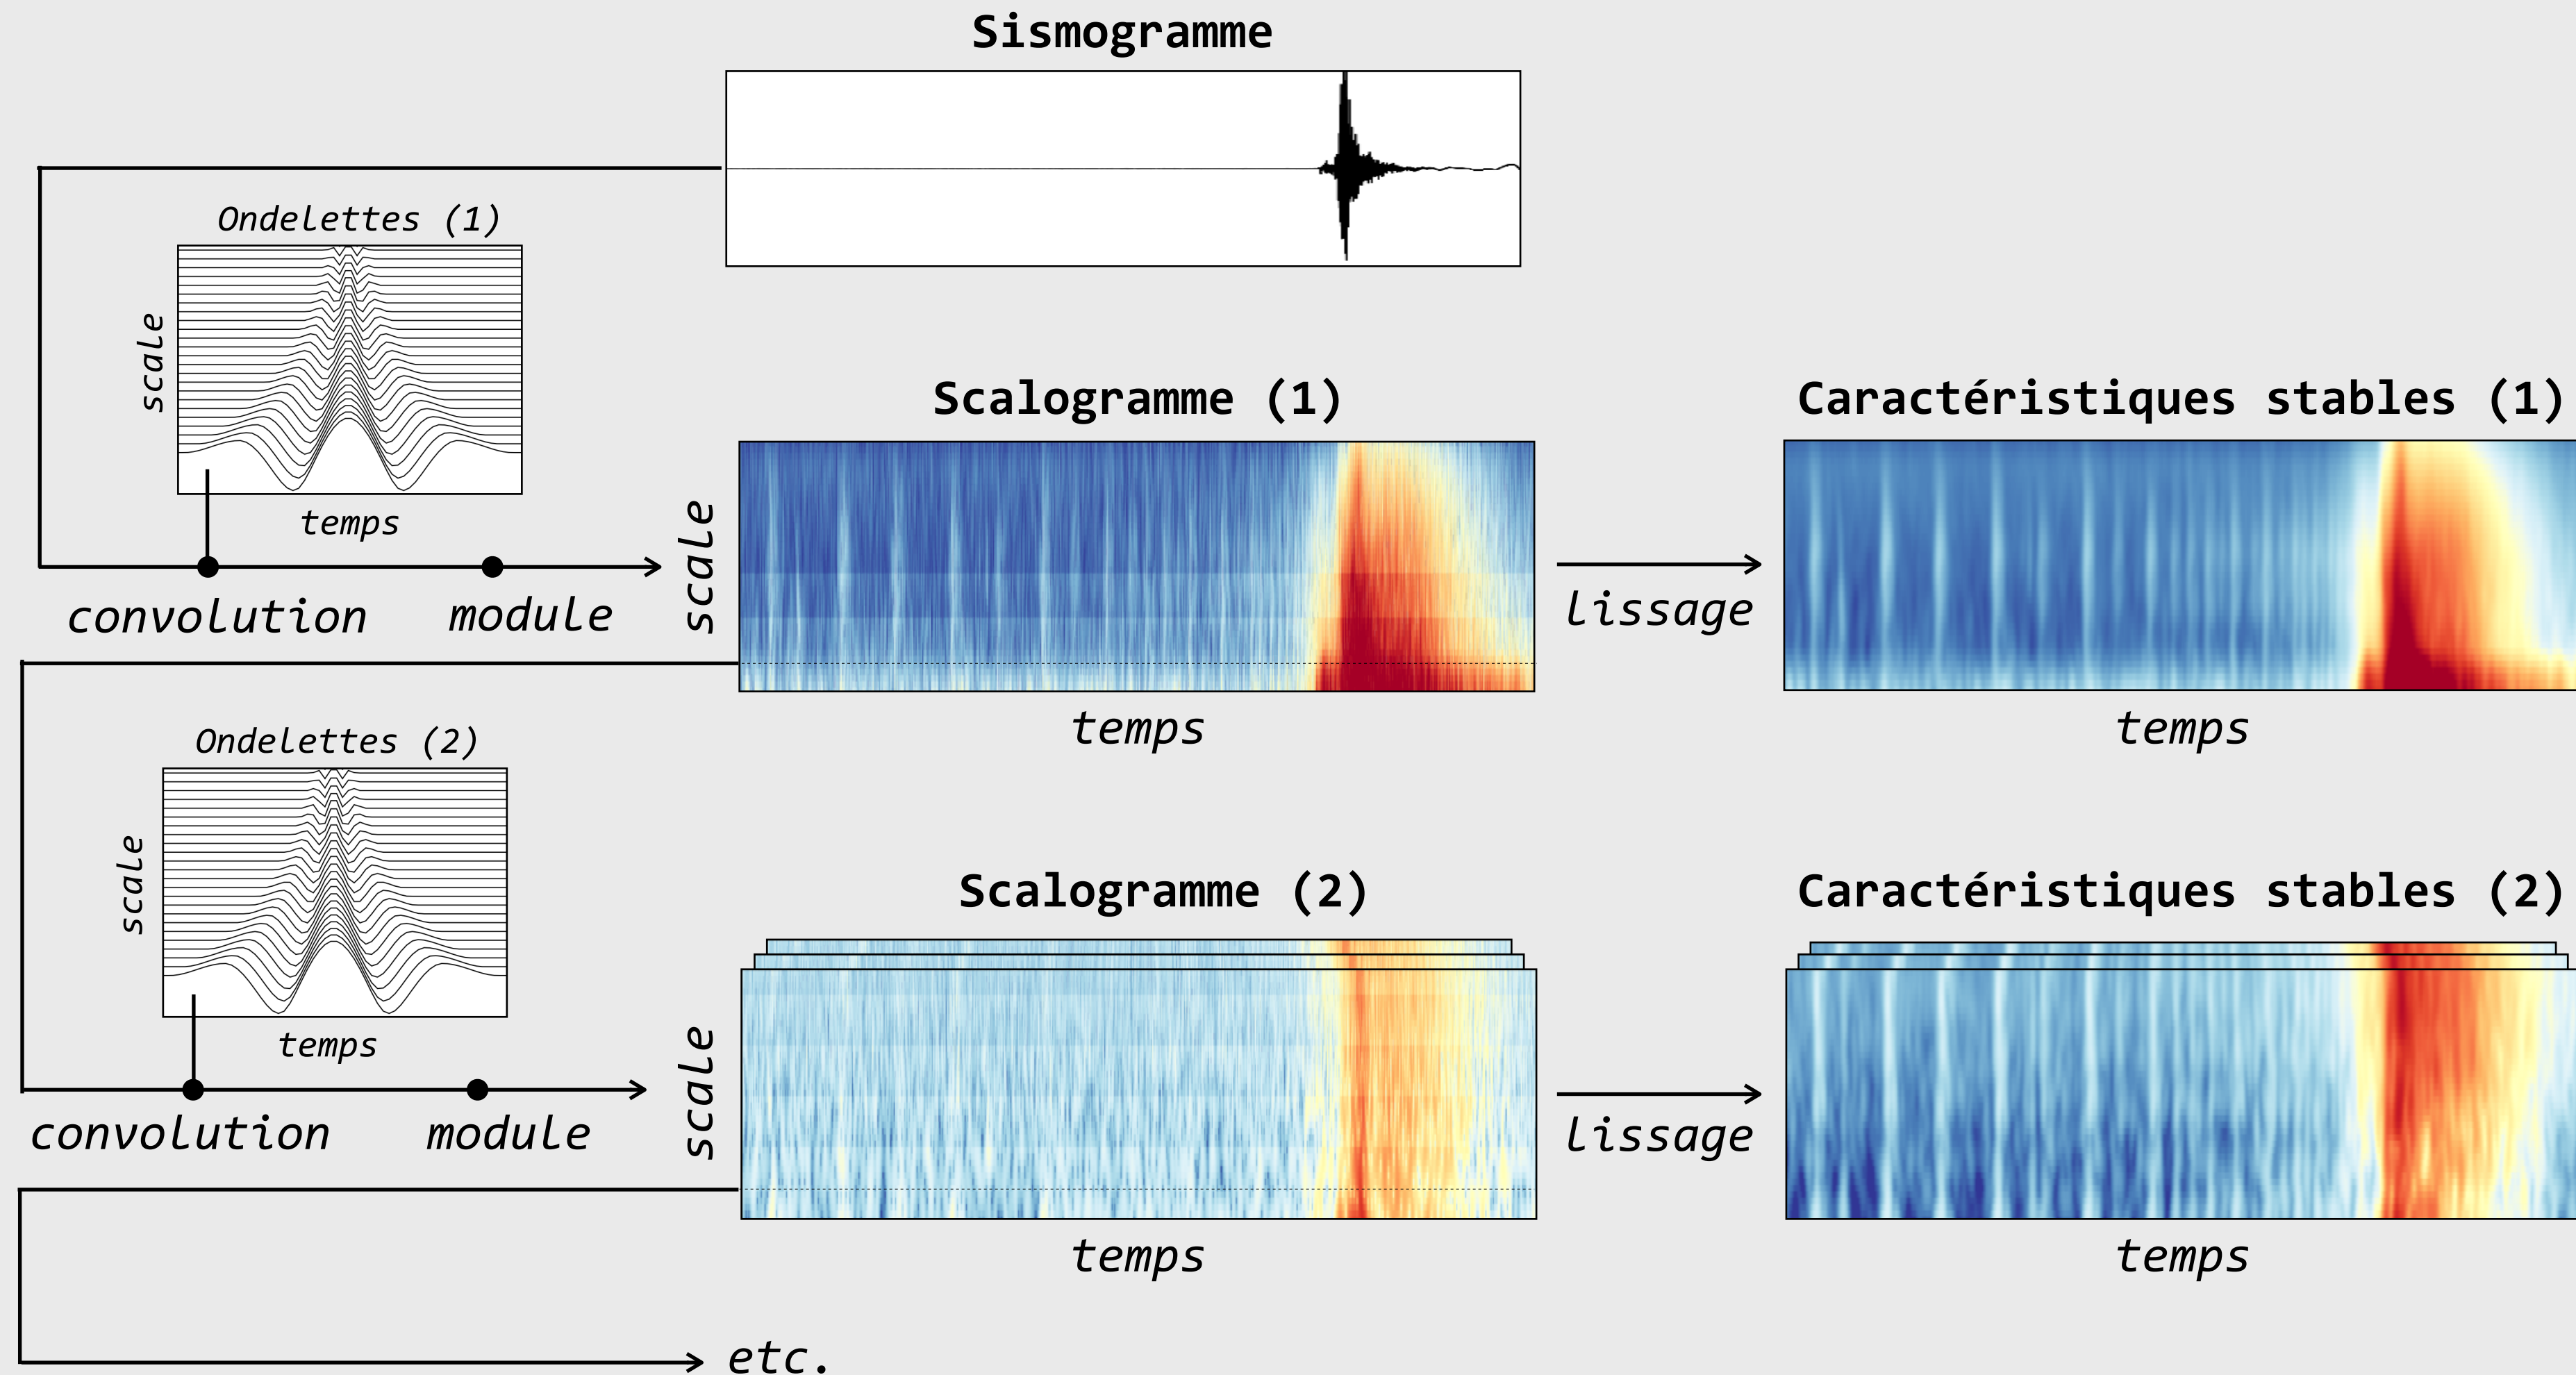 Sismogramme
Ondelettes (1)
scale
temps
convolution
module
Scalogramme (1)
scale
temps
lissage
Caractéristiques stables (1)
temps
Ondelettes (2)
scale
temps
convolution
module
Scalogramme (2)
scale
temps
lissage
Caractéristiques stables (2)
temps
etc.